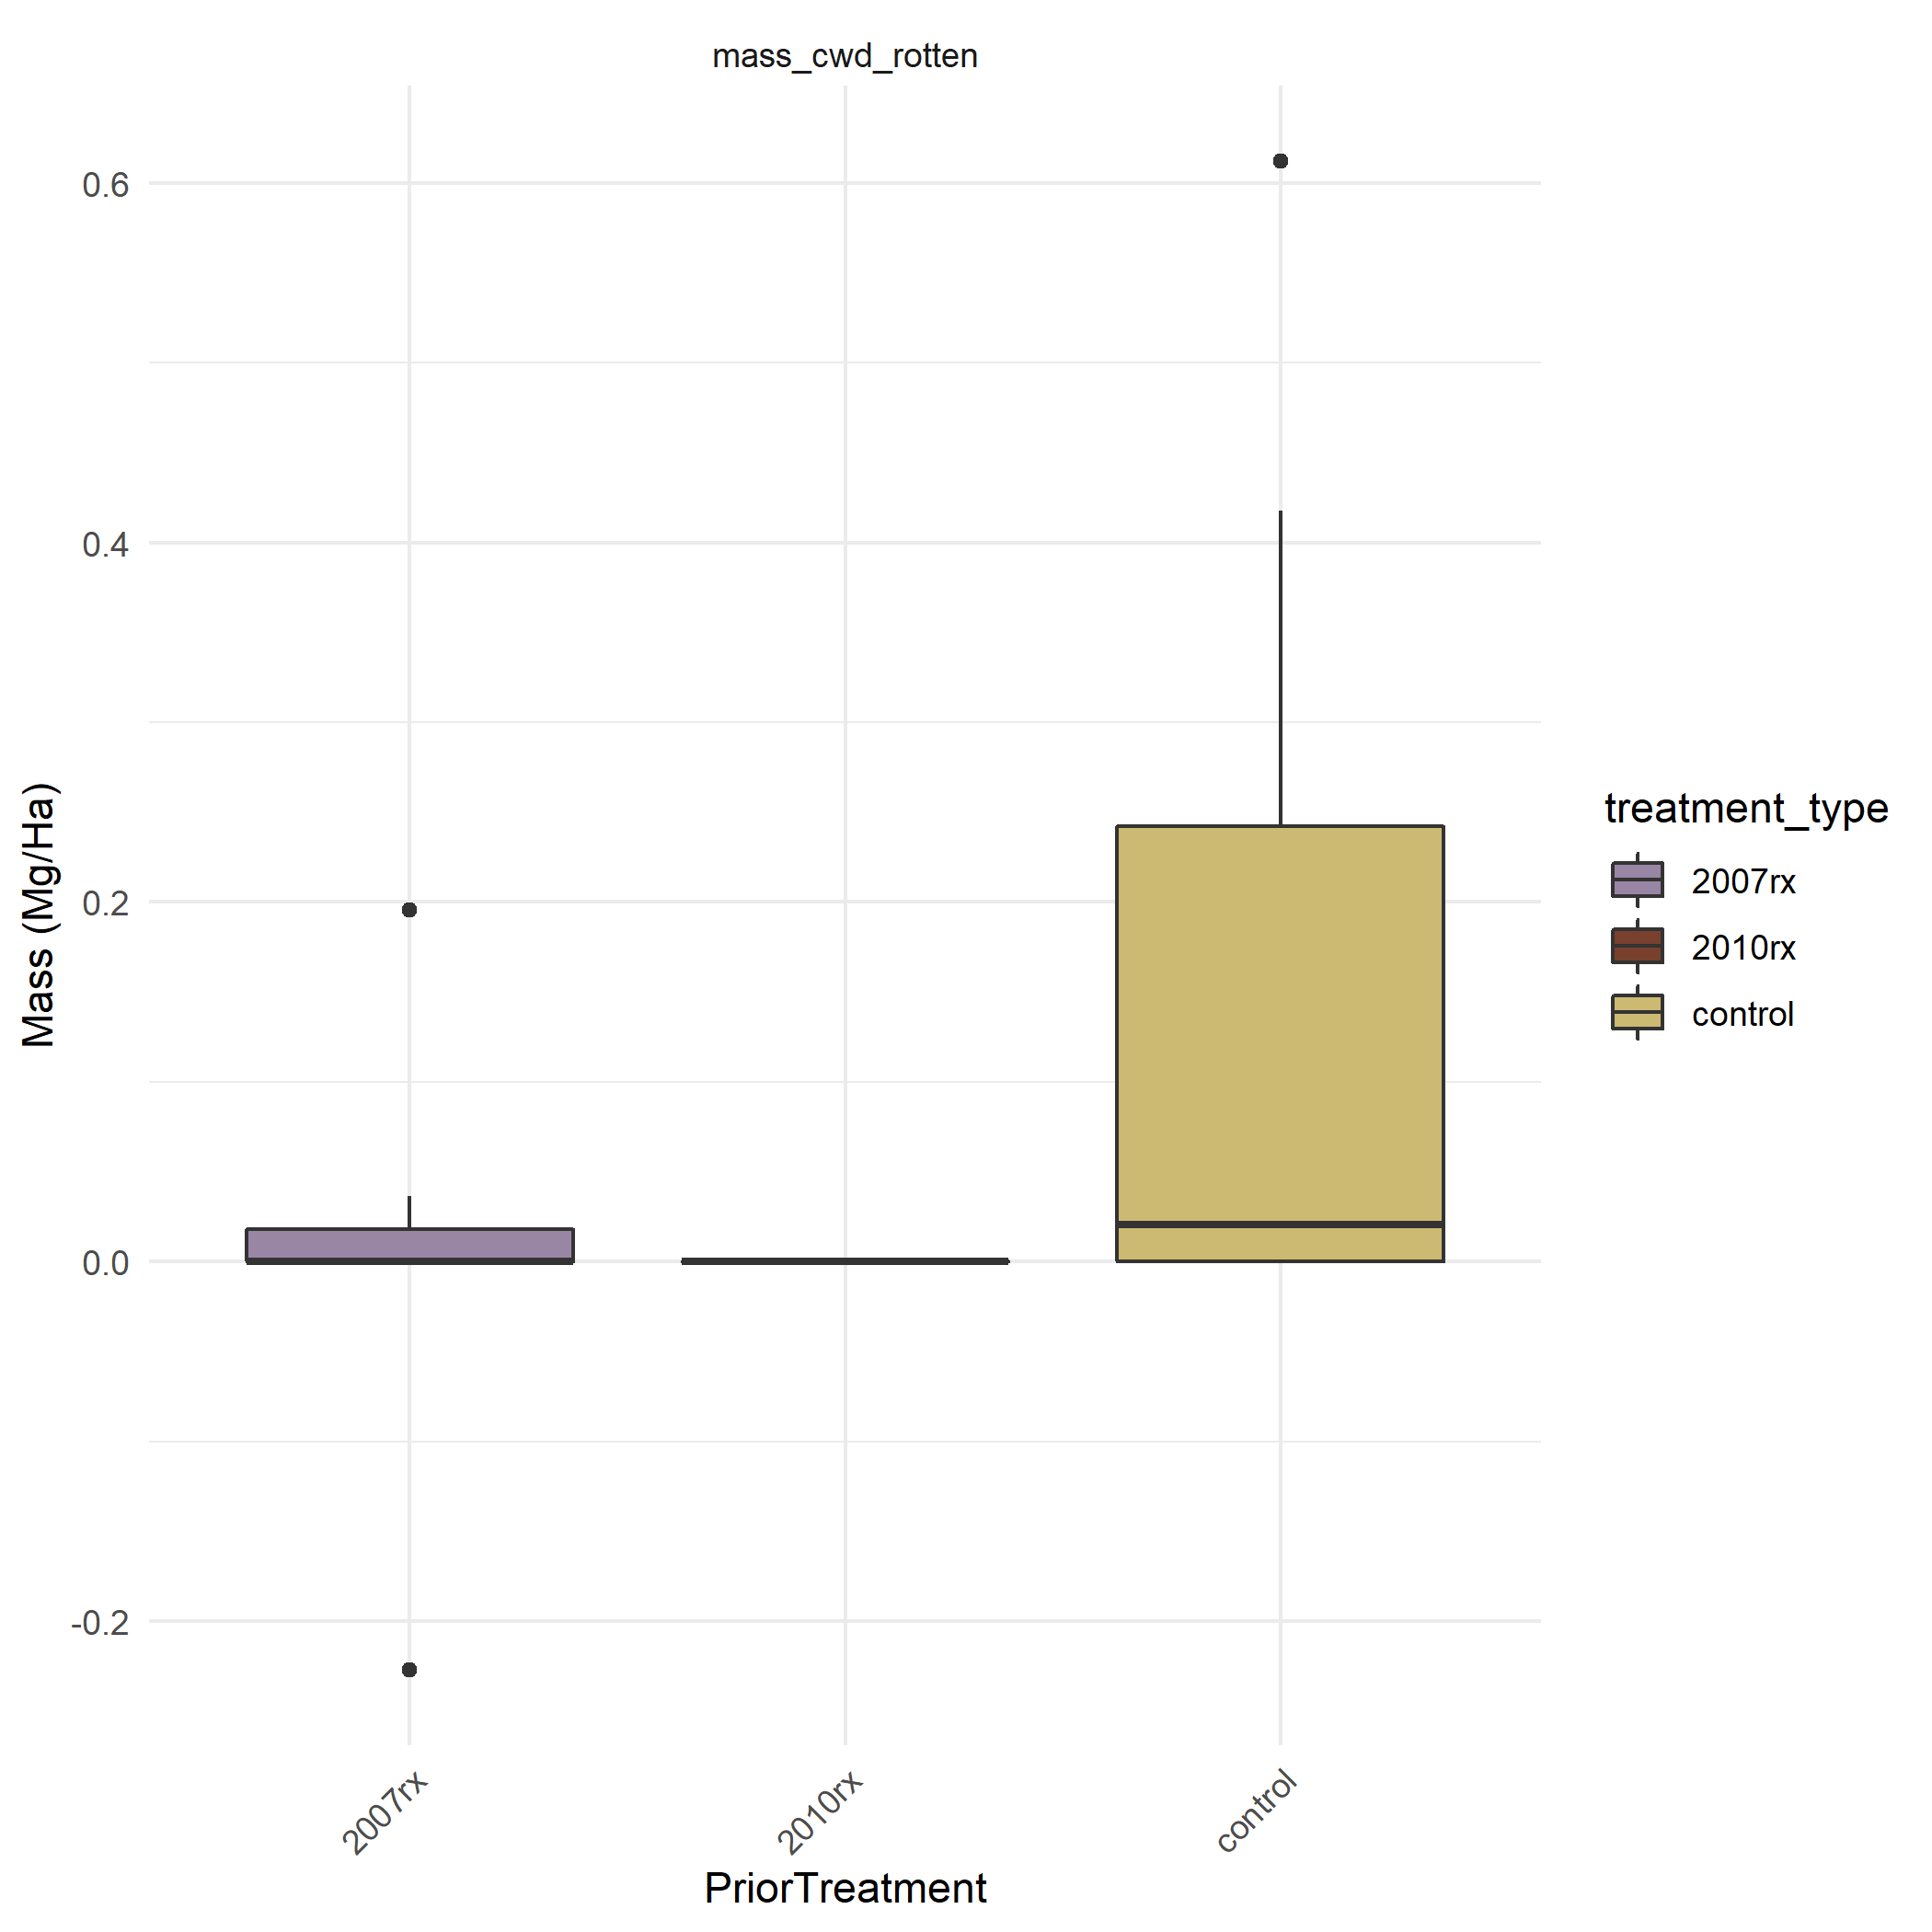 mass_cwd_rotten
0.6
0.4
0.2
0.0
-0.2
Mass (Mg/Ha)
2007rx
2010rx
control
PriorTreatment
treatment_type
2007rx
2010rx
control